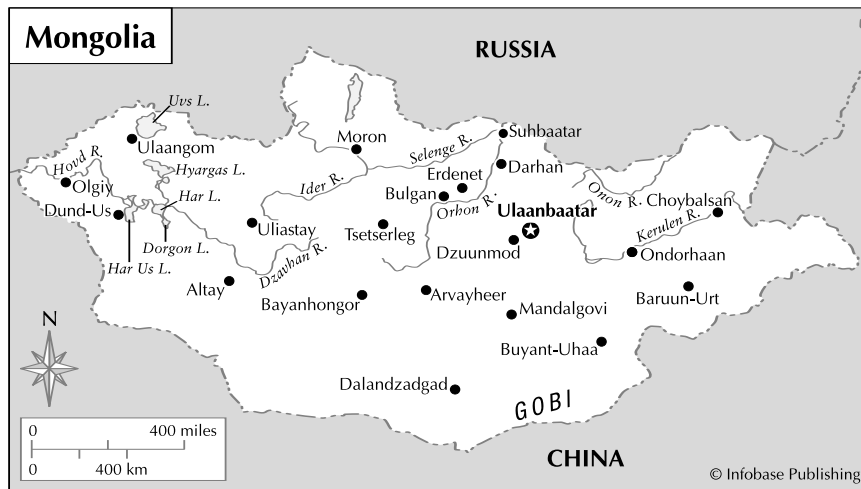 Mongolia
RUSSIA
Uvs L.
Ulaangom
Moron
Selenge R.
Suhbaatar
Hovd R.
Hyargas L.
Darhan
Olgiy
Ider R.
Erdenet
Har L.
Bulgan
Onon R.
Choybalsan
Dund-Us
Orhon R.
Ulaanbaatar
Uliastay
Tsetserleg
Kerulen R.
Dorgon L.
Dzavhan R.
Dzuunmod
Ondorhaan
Har Us L.
Altay
Bayanhongor
Arvayheer
Baruun-Urt
Mandalgovi
N
Buyant-Uhaa
Dalandzadgad
GOBI
0 400 miles
0 400 km
CHINA
© Infobase Publishing